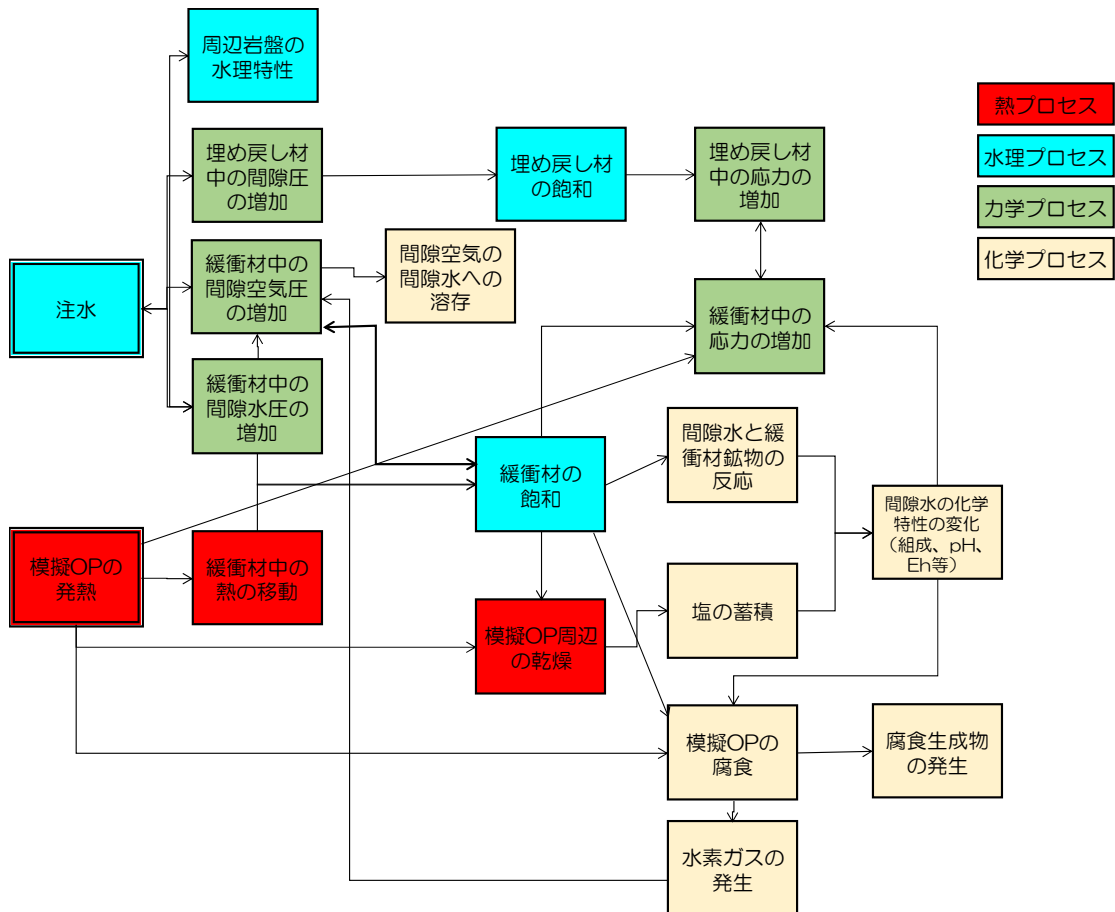 周辺岩盤の
水理特性
熱プロセス
水理プロセス
力学プロセス
化学プロセス
埋め戻し材
中の間隙圧
の増加
埋め戻し材
の飽和
埋め戻し材
中の応力の
増加
注水
緩衝材中の
間隙空気圧
の増加
間隙空気の
間隙水への
溶存
緩衝材中の
応力の増加
緩衝材中の
間隙水圧の
増加
緩衝材の
飽和
間隙水と緩
衝材鉱物の
反応
間隙水の化学
特性の変化
(組成、pH、
Eh等)
模擬OPの
発熱
緩衝材中の
熱の移動
模擬OP周辺
の乾燥
塩の蓄積
模擬OPの
腐食
腐食生成物
の発生
水素ガスの
発生